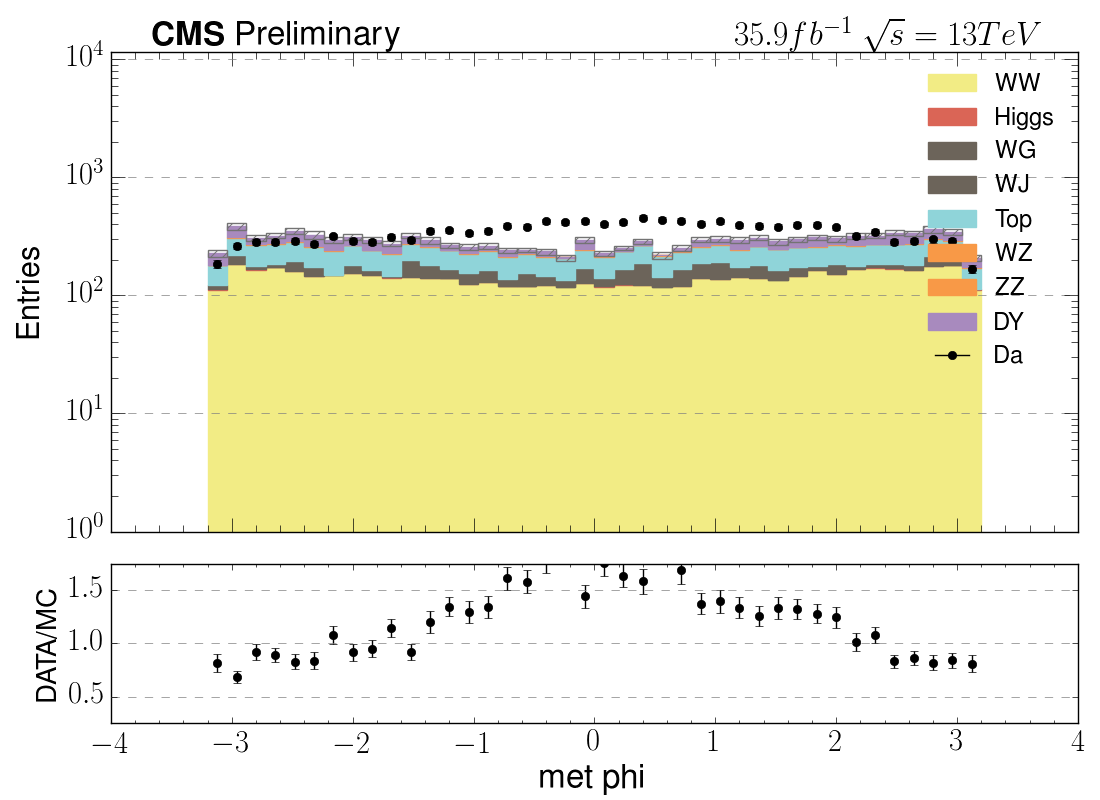 CMS Preliminary
35.9fb⁻¹ √s = 13TeV
10⁴
10³
10²
10¹
10⁰
Entries
WW
Higgs
WG
WJ
Top
WZ
ZZ
DY
Da
1.5
1.0
0.5
DATA/MC
−4 −3 −2 −1 0 1 2 3 4
met phi